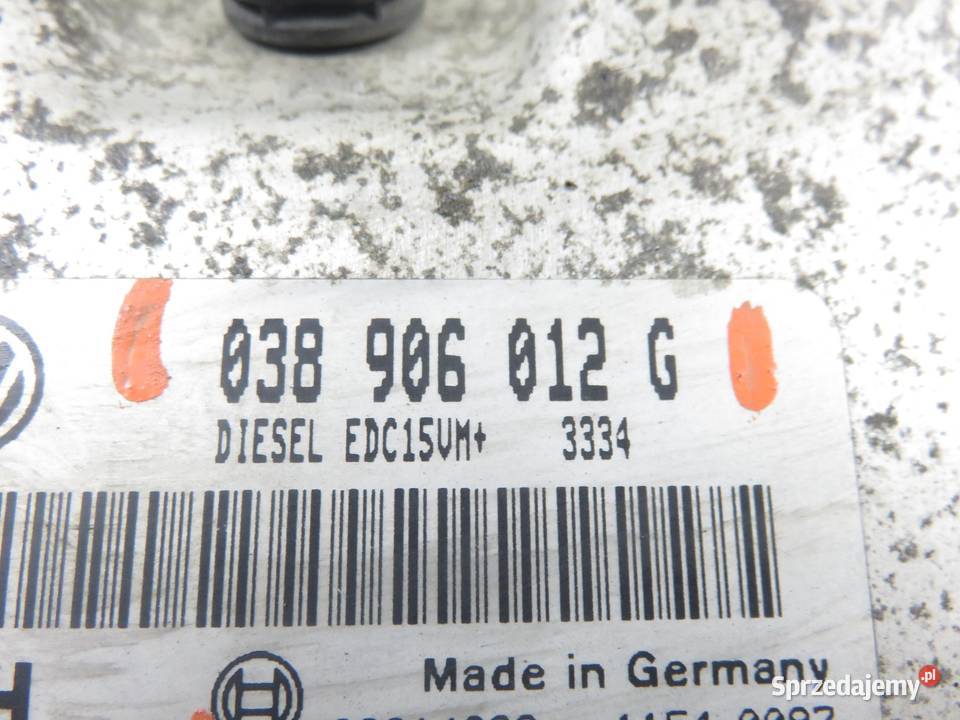 038 906 012 G
DIESEL EDC15VM+ 3334
Made in Germany
Sprzedajemy.pl